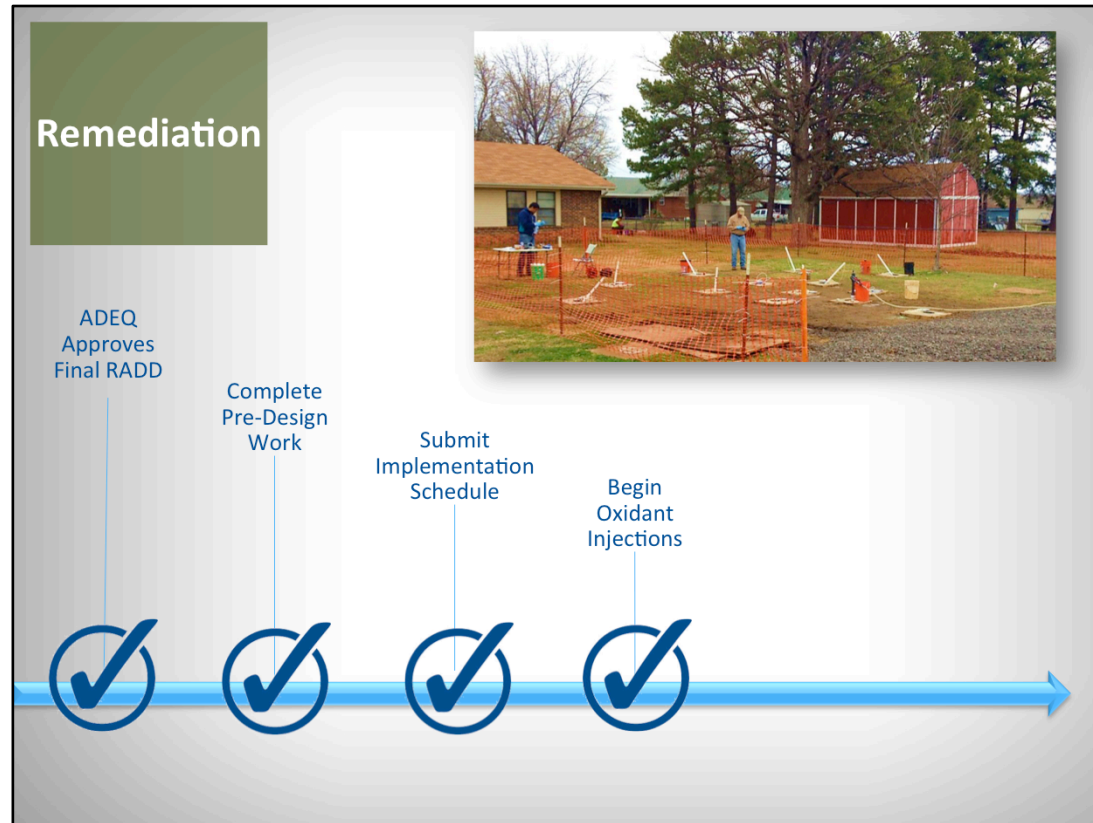 Remediation
ADEQ
Approves
Final RADD
Complete
Pre-Design
Work
Submit
Implementation
Schedule
Begin
Oxidant
Injections